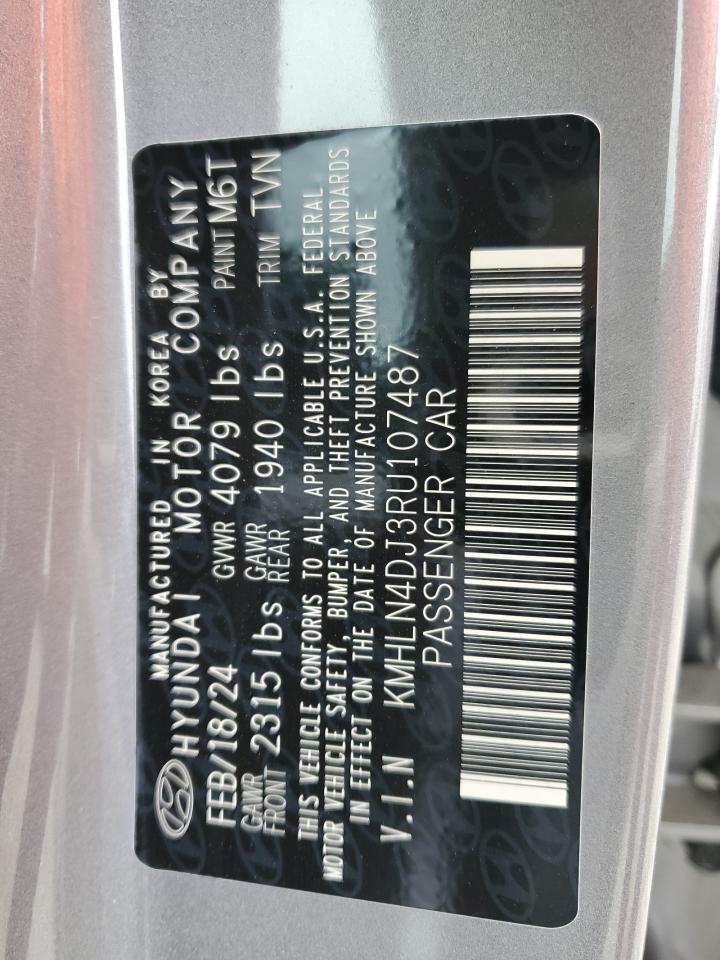 MANUFACTURED IN KOREA BY
HYUNDAI MOTOR COMPANY
FEB/18/24 GVWR 4079 lbs PAINT M6T
GAWR FRONT 2315 lbs GAWR REAR 1940 lbs TRIM TVN
THIS VEHICLE CONFORMS TO ALL APPLICABLE U.S.A. FEDERAL
MOTOR VEHICLE SAFETY, BUMPER, AND THEFT PREVENTION STANDARDS
IN EFFECT ON THE DATE OF MANUFACTURE SHOWN ABOVE
V.I.N KMHLN4DJ3RU107487
PASSENGER CAR